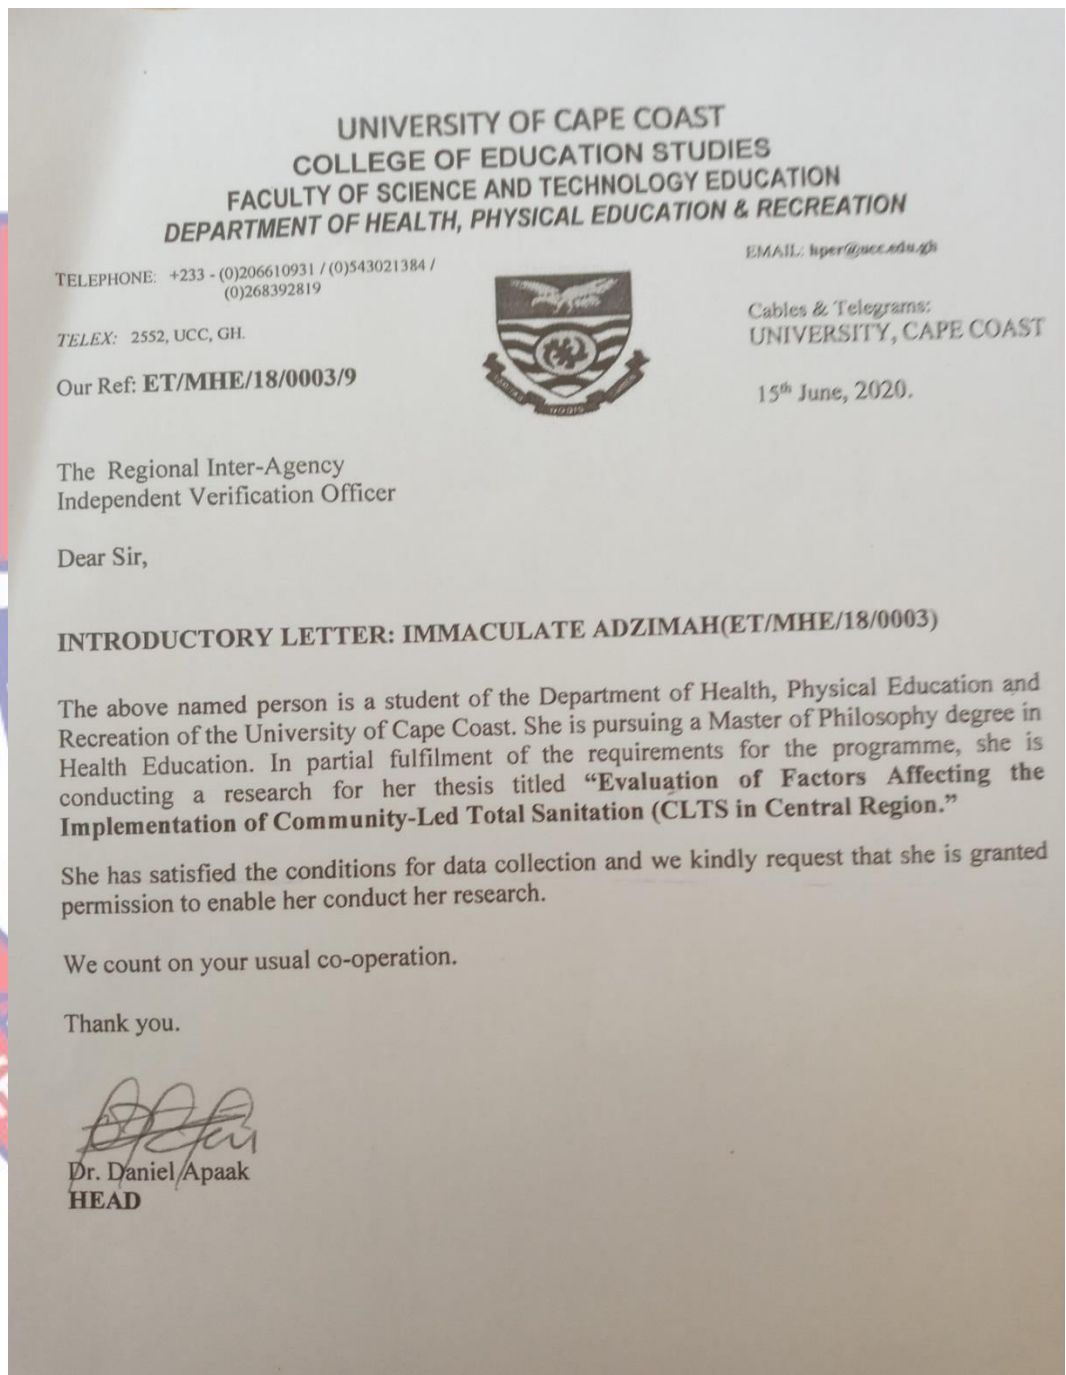 UNIVERSITY OF CAPE COAST
COLLEGE OF EDUCATION STUDIES
FACULTY OF SCIENCE AND TECHNOLOGY EDUCATION
DEPARTMENT OF HEALTH, PHYSICAL EDUCATION & RECREATION
TELEPHONE: +233 - (0)206610931 / (0)543021384 /
(0)268392819
TELEX: 2552, UCC, GH.
Our Ref: ET/MHE/18/0003/9
EMAIL: hper@ucc.edu.gh
Cables & Telegrams:
UNIVERSITY, CAPE COAST
15th June, 2020.
NOBIS
The Regional Inter-Agency
Independent Verification Officer
Dear Sir,
INTRODUCTORY LETTER: IMMACULATE ADZIMAH(ET/MHE/18/0003)
The above named person is a student of the Department of Health, Physical Education and
Recreation of the University of Cape Coast. She is pursuing a Master of Philosophy degree in
Health Education. In partial fulfilment of the requirements for the programme, she is
conducting a research for her thesis titled “Evaluation of Factors Affecting the
Implementation of Community-Led Total Sanitation (CLTS in Central Region.”
She has satisfied the conditions for data collection and we kindly request that she is granted
permission to enable her conduct her research.
We count on your usual co-operation.
Thank you.
Dr. Daniel Apaak
HEAD